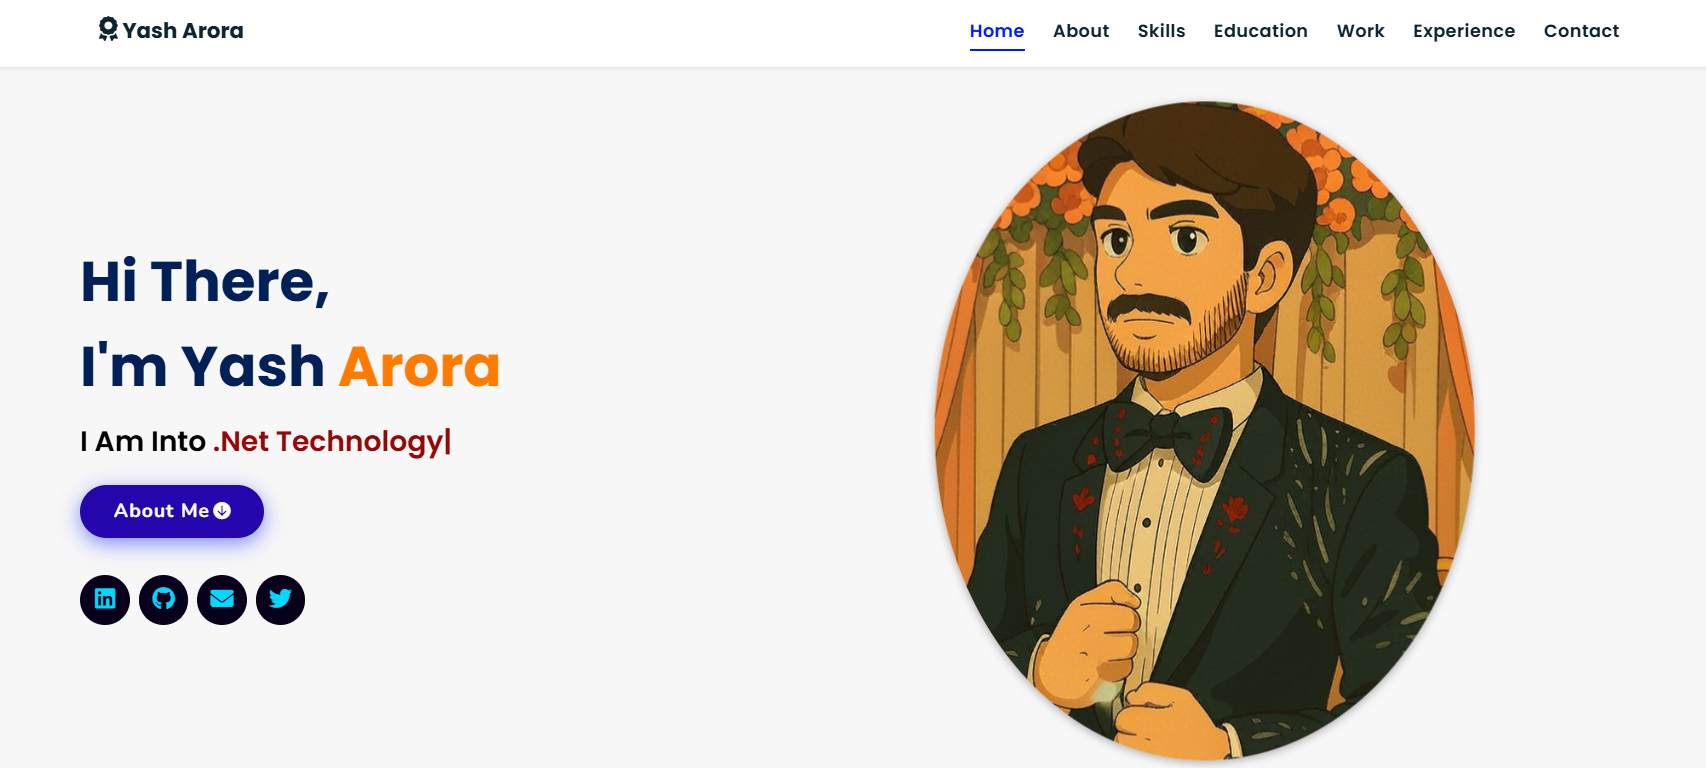 Yash Arora
Home About Skills Education Work Experience Contact
Hi There,
I'm Yash Arora
I Am Into .Net Technology|
About Me
in